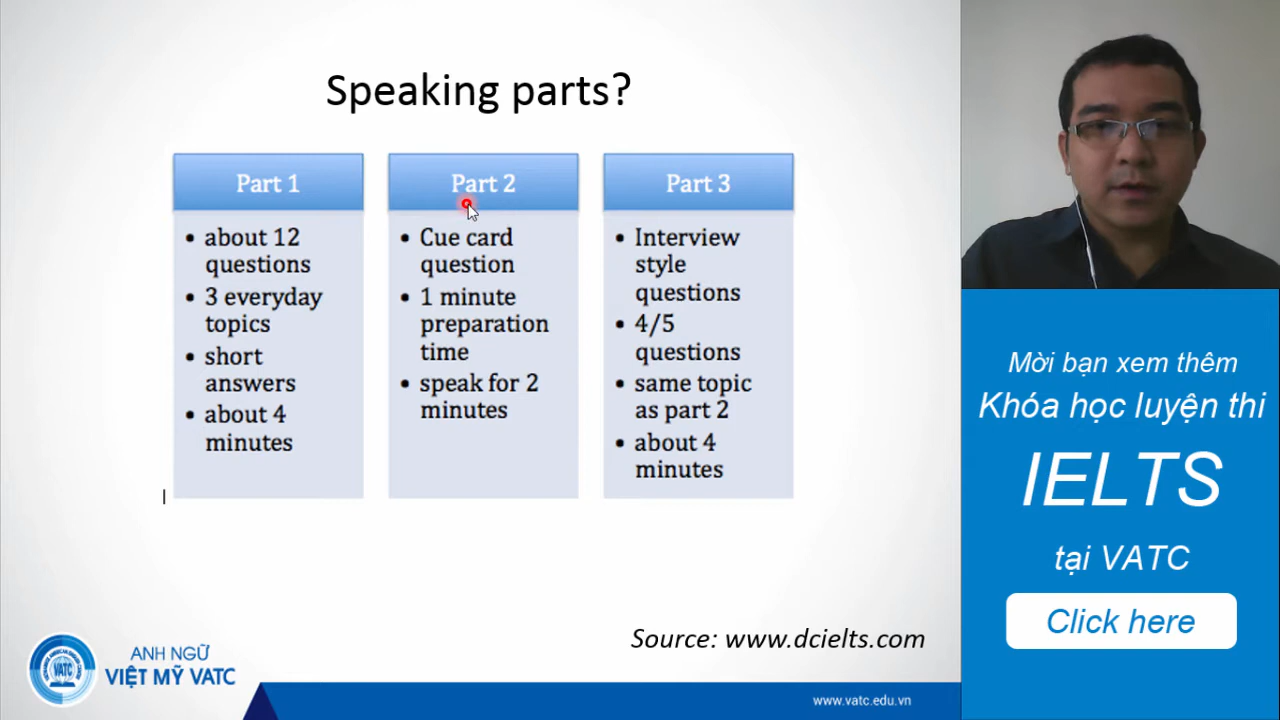 Speaking parts?
Part 1
• about 12
questions
• 3 everyday
topics
• short
answers
• about 4
minutes
Part 2
• Cue card
question
• 1 minute
preparation
time
• speak for 2
minutes
Part 3
• Interview
style
questions
• 4/5
questions
• same topic
as part 2
• about 4
minutes
Source: www.dcielts.com
VATC
ANH NGỮ
VIỆT MỸ VATC
www.vatc.edu.vn
Mời bạn xem thêm
Khóa học luyện thi
IELTS
tại VATC
Click here